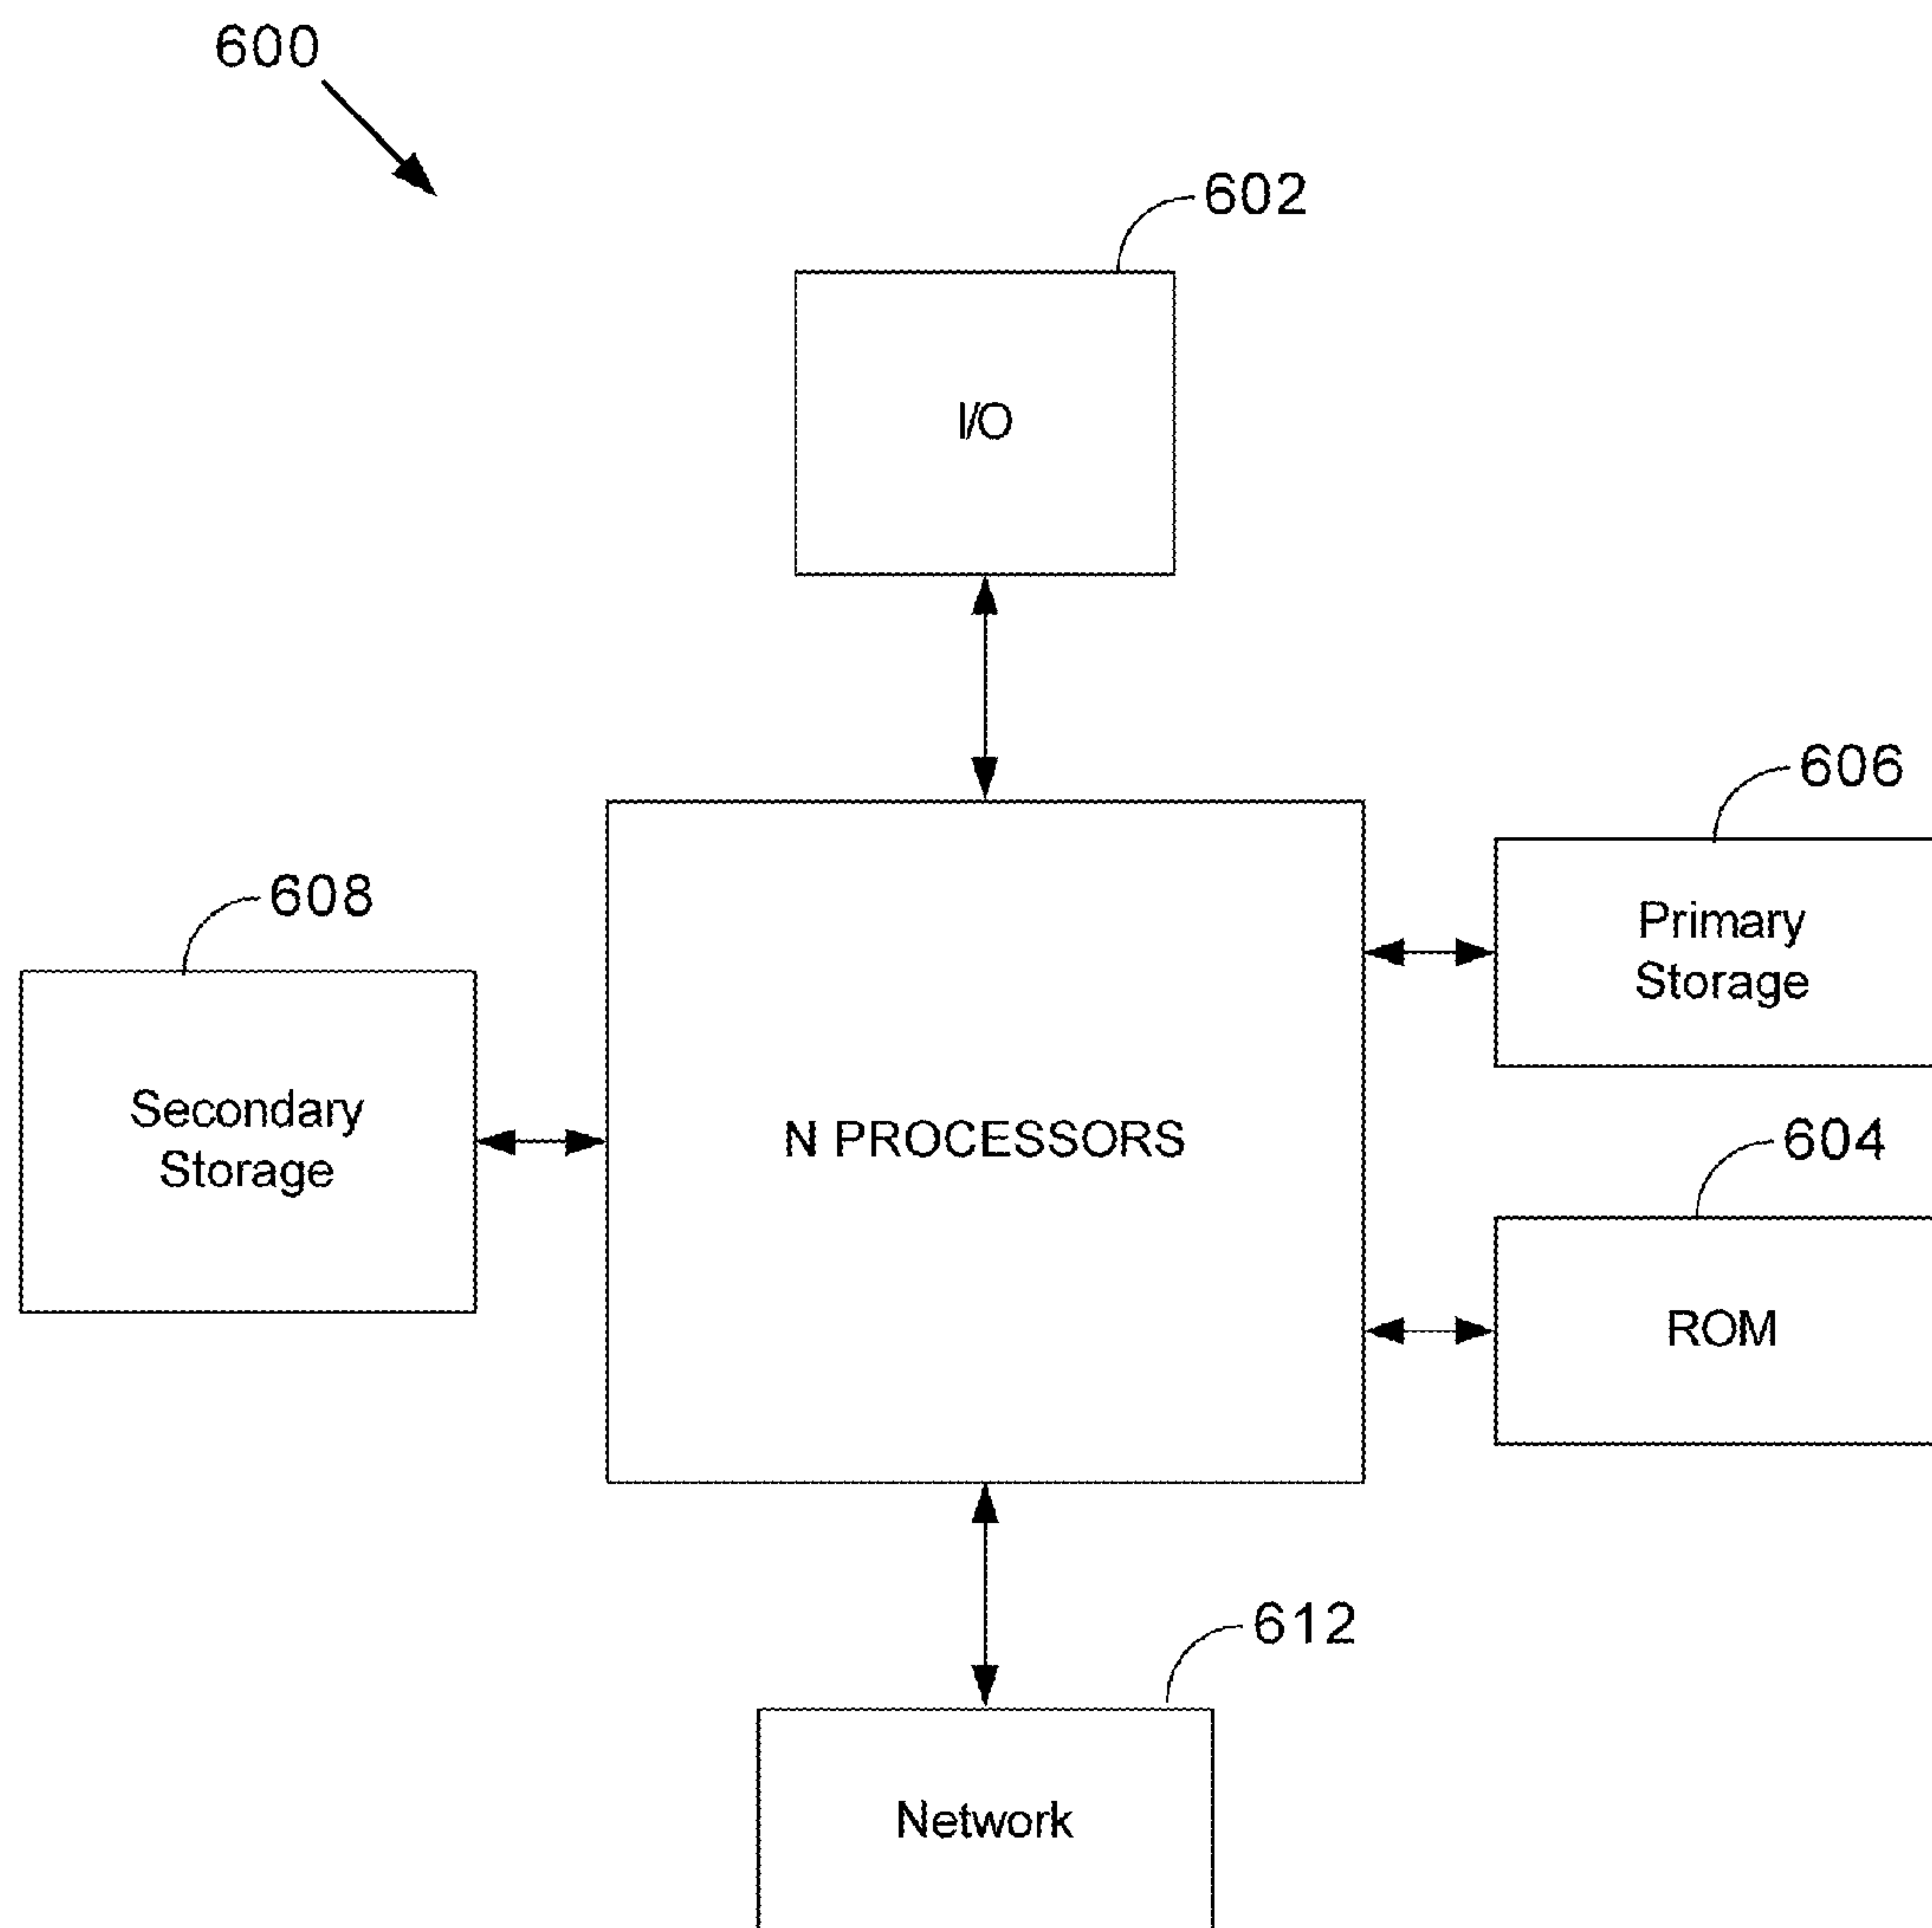 600
602
I/O
606
Primary
Storage
608
Secondary
Storage
N PROCESSORS
604
ROM
612
Network